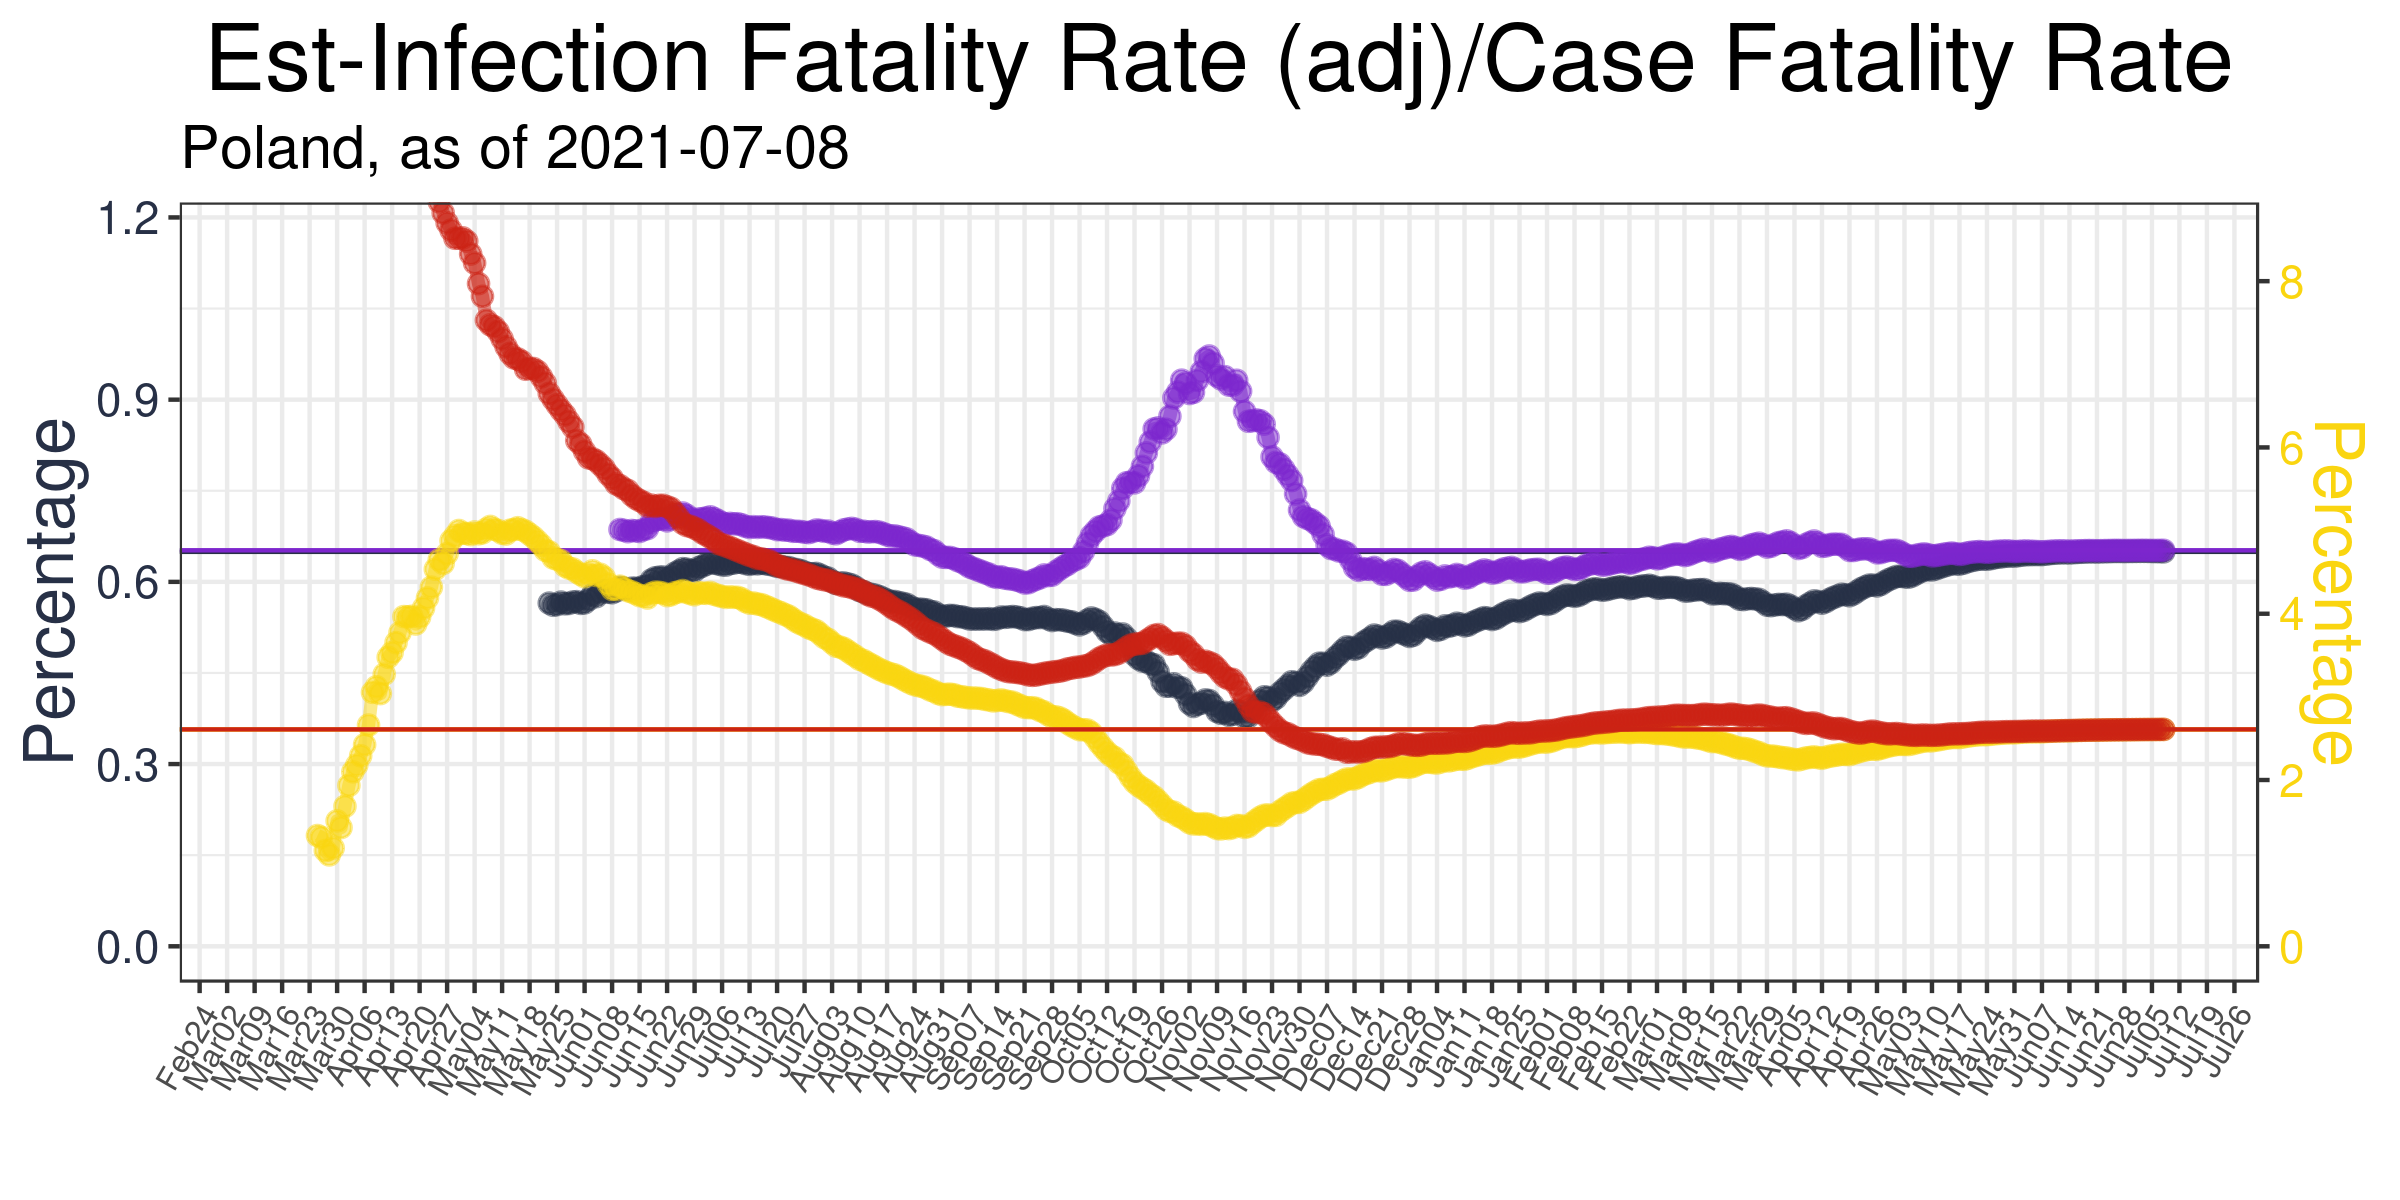 Est-Infection Fatality Rate (adj)/Case Fatality Rate
Poland, as of 2021-07-08
Percentage
1.2
0.9
0.6
0.3
0.0
8
6
4
2
0
Percentage
Feb24
Mar02
Mar09
Mar16
Mar23
Mar30
Apr06
Apr13
Apr20
Apr27
May04
May11
May18
May25
Jun01
Jun08
Jun15
Jun22
Jun29
Jul06
Jul13
Jul20
Jul27
Aug03
Aug10
Aug17
Aug24
Aug31
Sep07
Sep14
Sep21
Sep28
Oct05
Oct12
Oct19
Oct26
Nov02
Nov09
Nov16
Nov23
Nov30
Dec07
Dec14
Dec21
Dec28
Jan04
Jan11
Jan18
Jan25
Feb01
Feb08
Feb15
Feb22
Mar01
Mar08
Mar15
Mar22
Mar29
Apr05
Apr12
Apr19
Apr26
May03
May10
May17
May24
May31
Jun07
Jun14
Jun21
Jun28
Jul05
Jul12
Jul19
Jul26